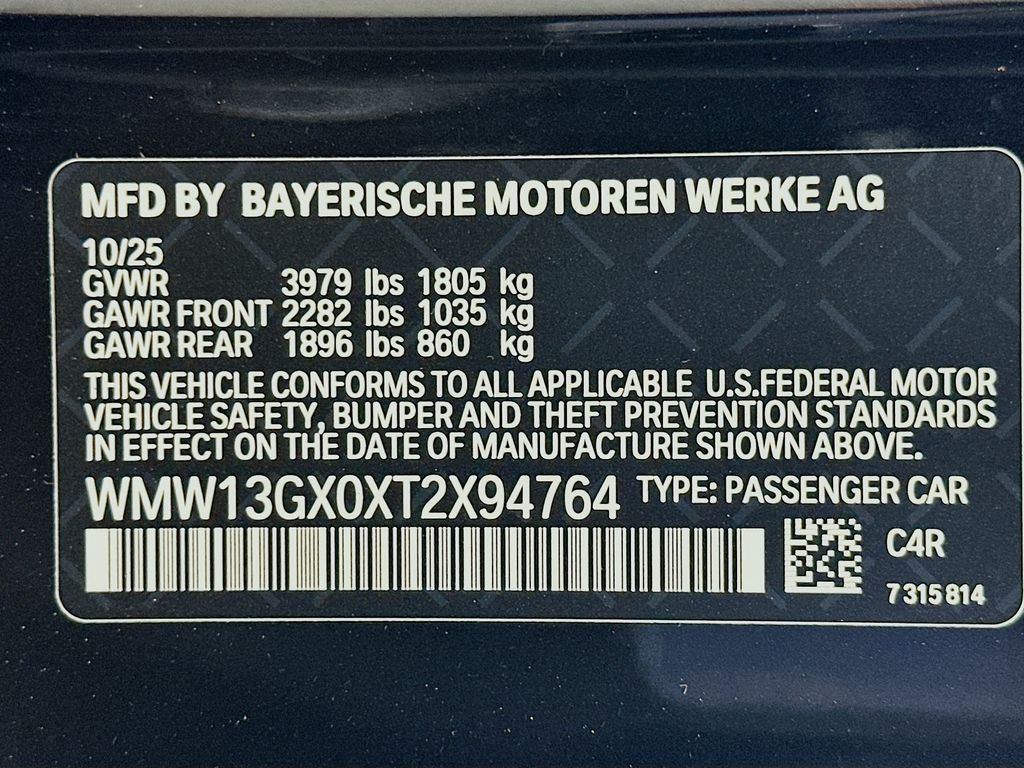 MFD BY BAYERISCHE MOTOREN WERKE AG
10/25
GVWR 3979 lbs 1805 kg
GAWR FRONT 2282 lbs 1035 kg
GAWR REAR 1896 lbs 860 kg
THIS VEHICLE CONFORMS TO ALL APPLICABLE U.S.FEDERAL MOTOR
VEHICLE SAFETY, BUMPER AND THEFT PREVENTION STANDARDS
IN EFFECT ON THE DATE OF MANUFACTURE SHOWN ABOVE.
WMW13GX0XT2X94764 TYPE: PASSENGER CAR
C4R
7 315 814